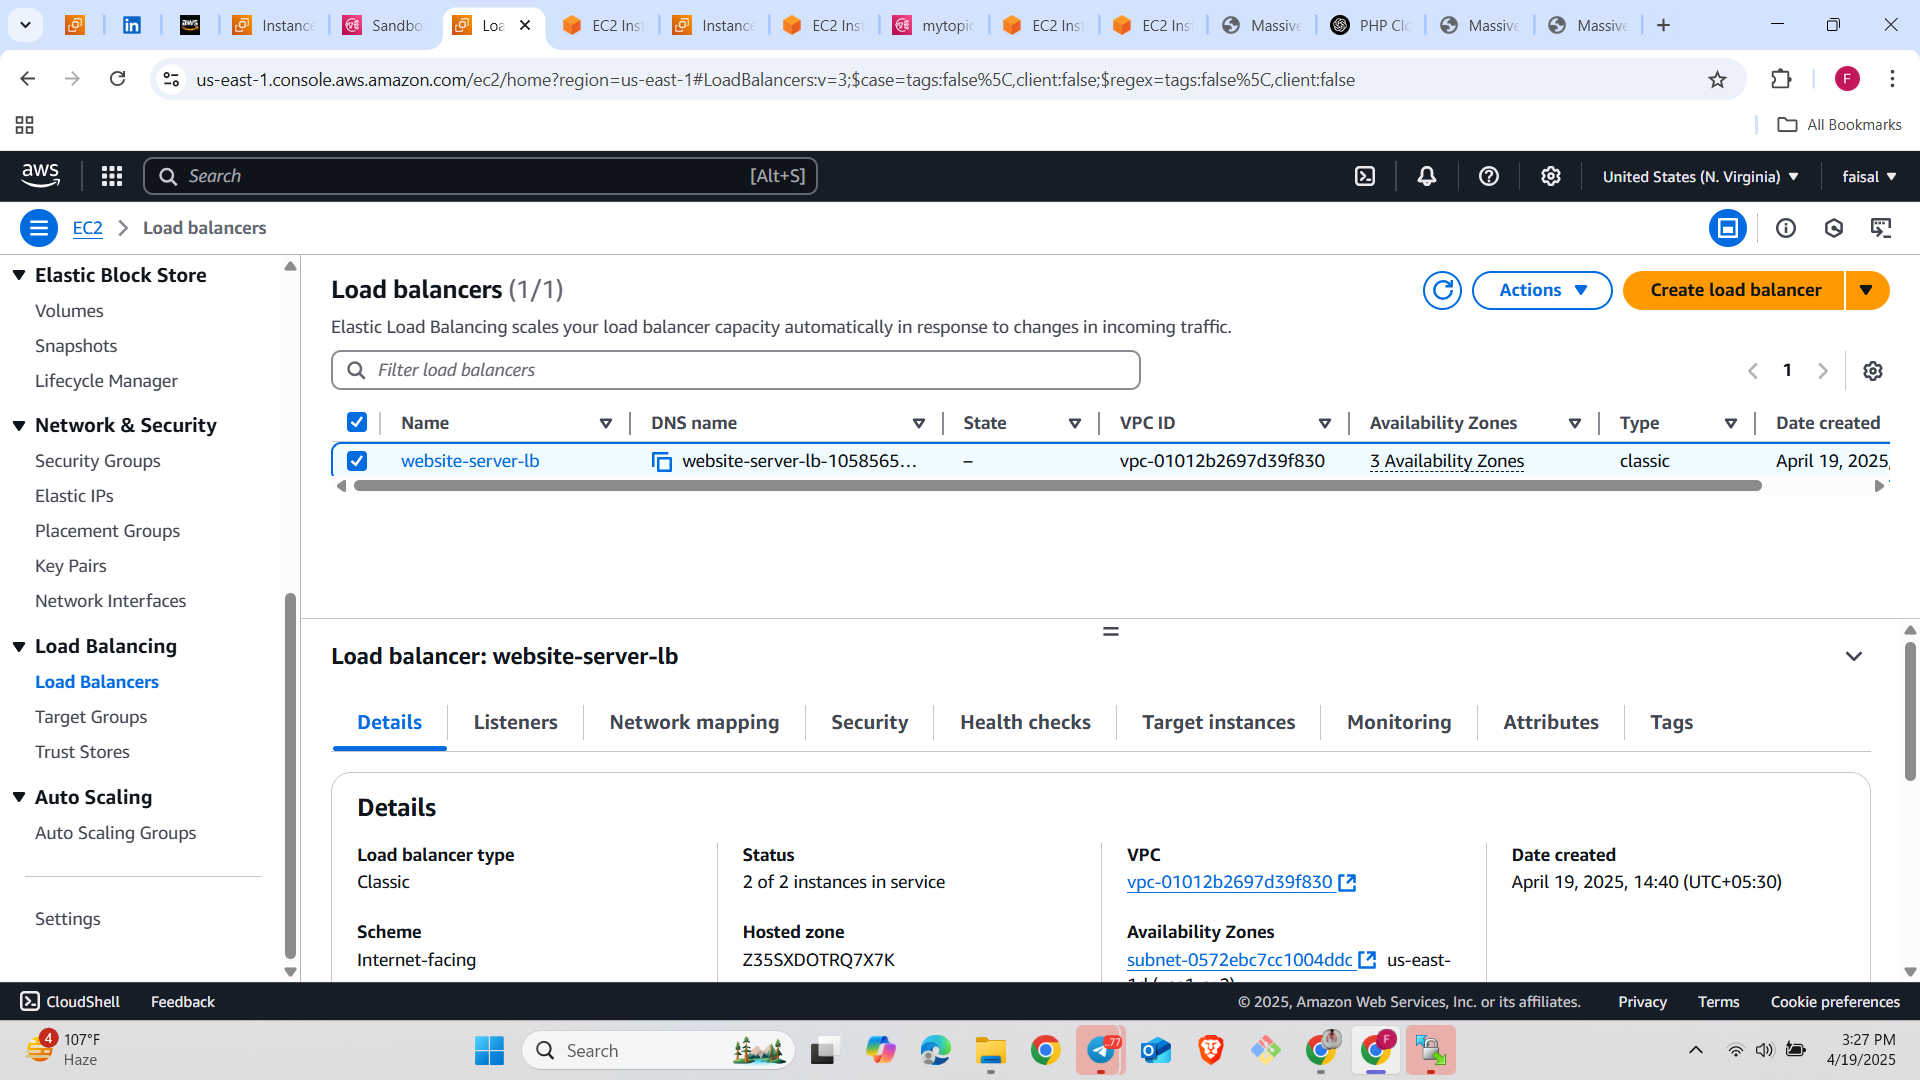 Instance
Sandbo
Loa
EC2 Inst
Instance
EC2 Inst
mytopic
EC2 Inst
EC2 Inst
Massive
PHP Clo
Massive
Massive
us-east-1.console.aws.amazon.com/ec2/home?region=us-east-1#LoadBalancers:v=3;$case=tags:false%5C,client:false;$regex=tags:false%5C,client:false
F
All Bookmarks
aws
Search
[Alt+S]
United States (N. Virginia)
faisal
EC2
Load balancers
Elastic Block Store
Volumes
Snapshots
Lifecycle Manager
Network & Security
Security Groups
Elastic IPs
Placement Groups
Key Pairs
Network Interfaces
Load Balancing
Load Balancers
Target Groups
Trust Stores
Auto Scaling
Auto Scaling Groups
Settings
Load balancers (1/1)
Actions
Create load balancer
Elastic Load Balancing scales your load balancer capacity automatically in response to changes in incoming traffic.
Filter load balancers
1
Name DNS name State VPC ID Availability Zones Type Date created
website-server-lb website-server-lb-1058565... – vpc-01012b2697d39f830 3 Availability Zones classic April 19, 2025,
Load balancer: website-server-lb
Details Listeners Network mapping Security Health checks Target instances Monitoring Attributes Tags
Details
Load balancer type
Classic
Status
2 of 2 instances in service
VPC
vpc-01012b2697d39f830
Date created
April 19, 2025, 14:40 (UTC+05:30)
Scheme
Internet-facing
Hosted zone
Z35SXDOTRQ7X7K
Availability Zones
subnet-0572ebc7cc1004ddc us-east-
CloudShell Feedback
© 2025, Amazon Web Services, Inc. or its affiliates. Privacy Terms Cookie preferences
4
107°F
Haze
Search
77
F
3:27 PM
4/19/2025